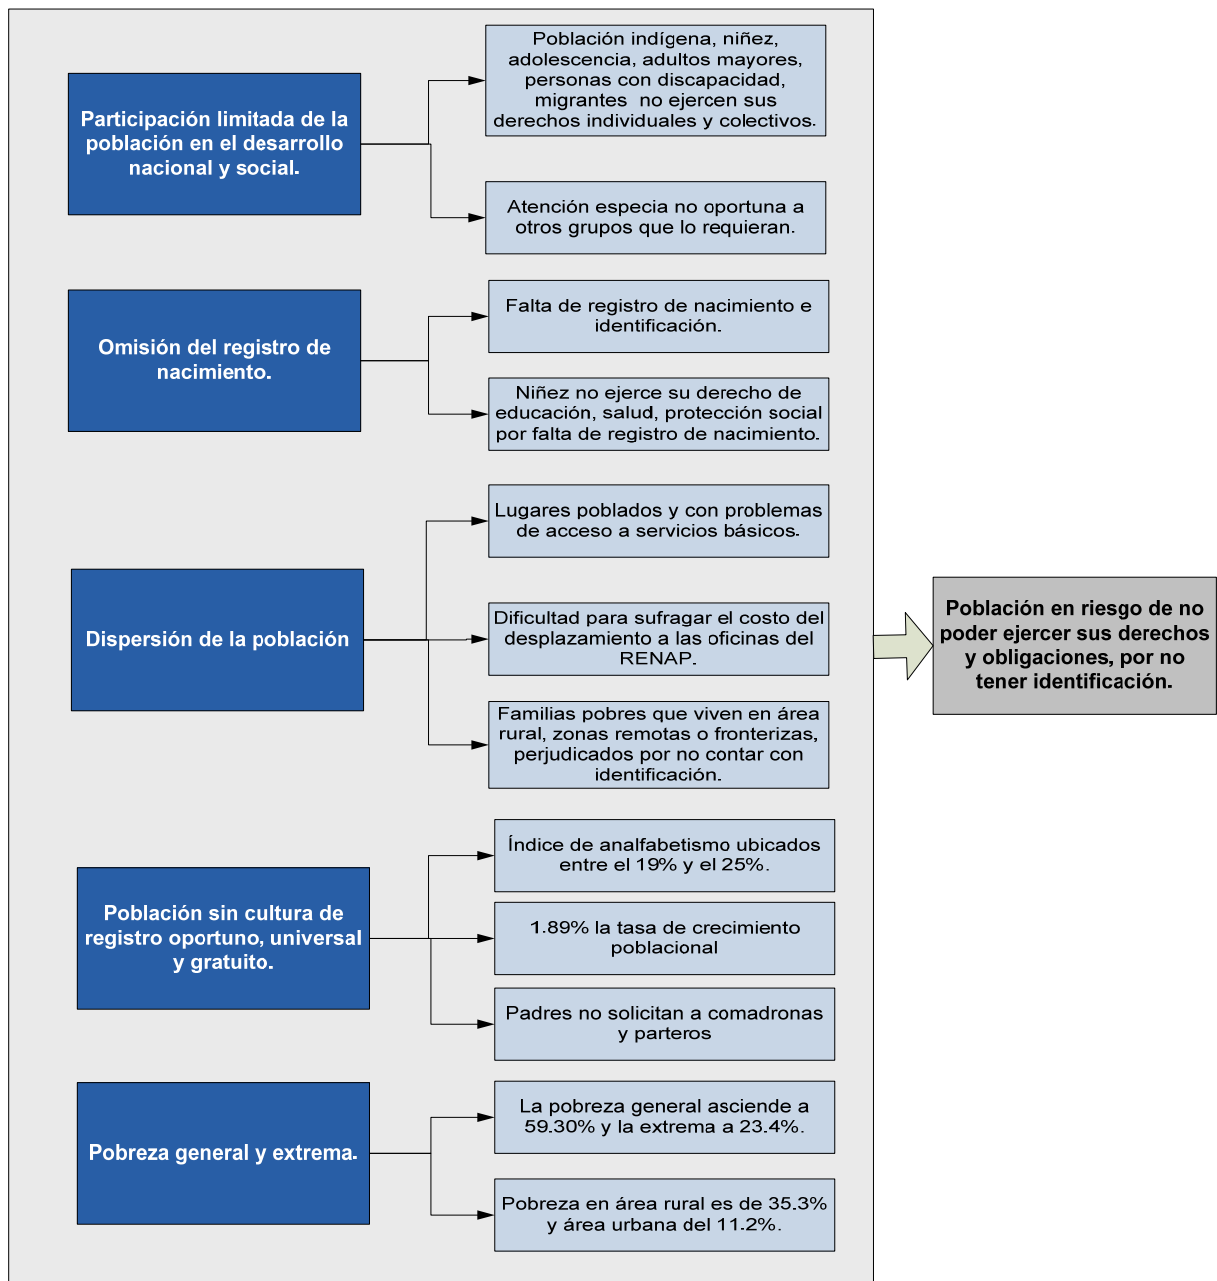 Participación limitada de la
población en el desarrollo
nacional y social.
Población indígena, niñez,
adolescencia, adultos mayores,
personas con discapacidad,
migrantes no ejercen sus
derechos individuales y colectivos.
Atención especia no oportuna a
otros grupos que lo requieran.
Omisión del registro de
nacimiento.
Falta de registro de nacimiento e
identificación.
Niñez no ejerce su derecho de
educación, salud, protección social
por falta de registro de nacimiento.
Dispersión de la población
Lugares poblados y con problemas
de acceso a servicios básicos.
Dificultad para sufragar el costo del
desplazamiento a las oficinas del
RENAP.
Familias pobres que viven en área
rural, zonas remotas o fronterizas,
perjudicados por no contar con
identificación.
Población sin cultura de
registro oportuno, universal
y gratuito.
Índice de analfabetismo ubicados
entre el 19% y el 25%.
1.89% la tasa de crecimiento
poblacional
Padres no solicitan a comadronas
y parteros
Pobreza general y extrema.
La pobreza general asciende a
59.30% y la extrema a 23.4%.
Pobreza en área rural es de 35.3%
y área urbana del 11.2%.
Población en riesgo de no
poder ejercer sus derechos
y obligaciones, por no
tener identificación.